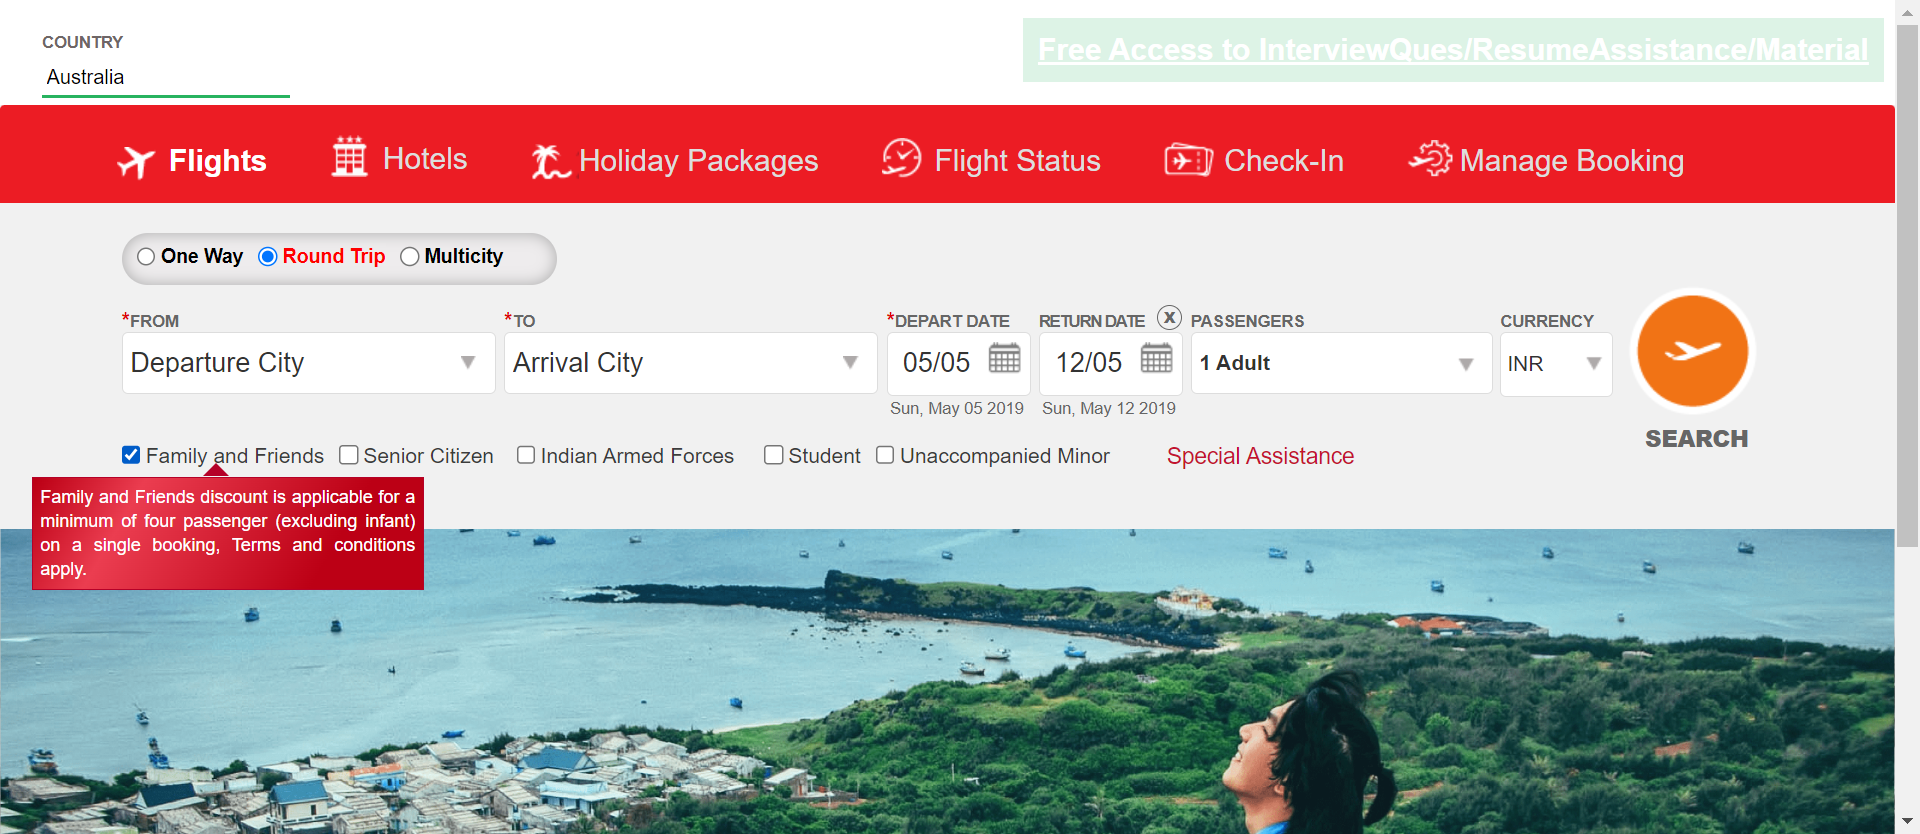 COUNTRY
Australia
Free Access to InterviewQues/ResumeAssistance/Material
Flights
Hotels
Holiday Packages
Flight Status
Check-In
Manage Booking
One Way
Round Trip
Multicity
*FROM
Departure City
*TO
Arrival City
*DEPART DATE
05/05
Sun, May 05 2019
RETURN DATE
X
12/05
Sun, May 12 2019
PASSENGERS
1 Adult
CURRENCY
INR
SEARCH
Family and Friends
Senior Citizen
Indian Armed Forces
Student
Unaccompanied Minor
Special Assistance
Family and Friends discount is applicable for a
minimum of four passenger (excluding infant)
on a single booking, Terms and conditions
apply.